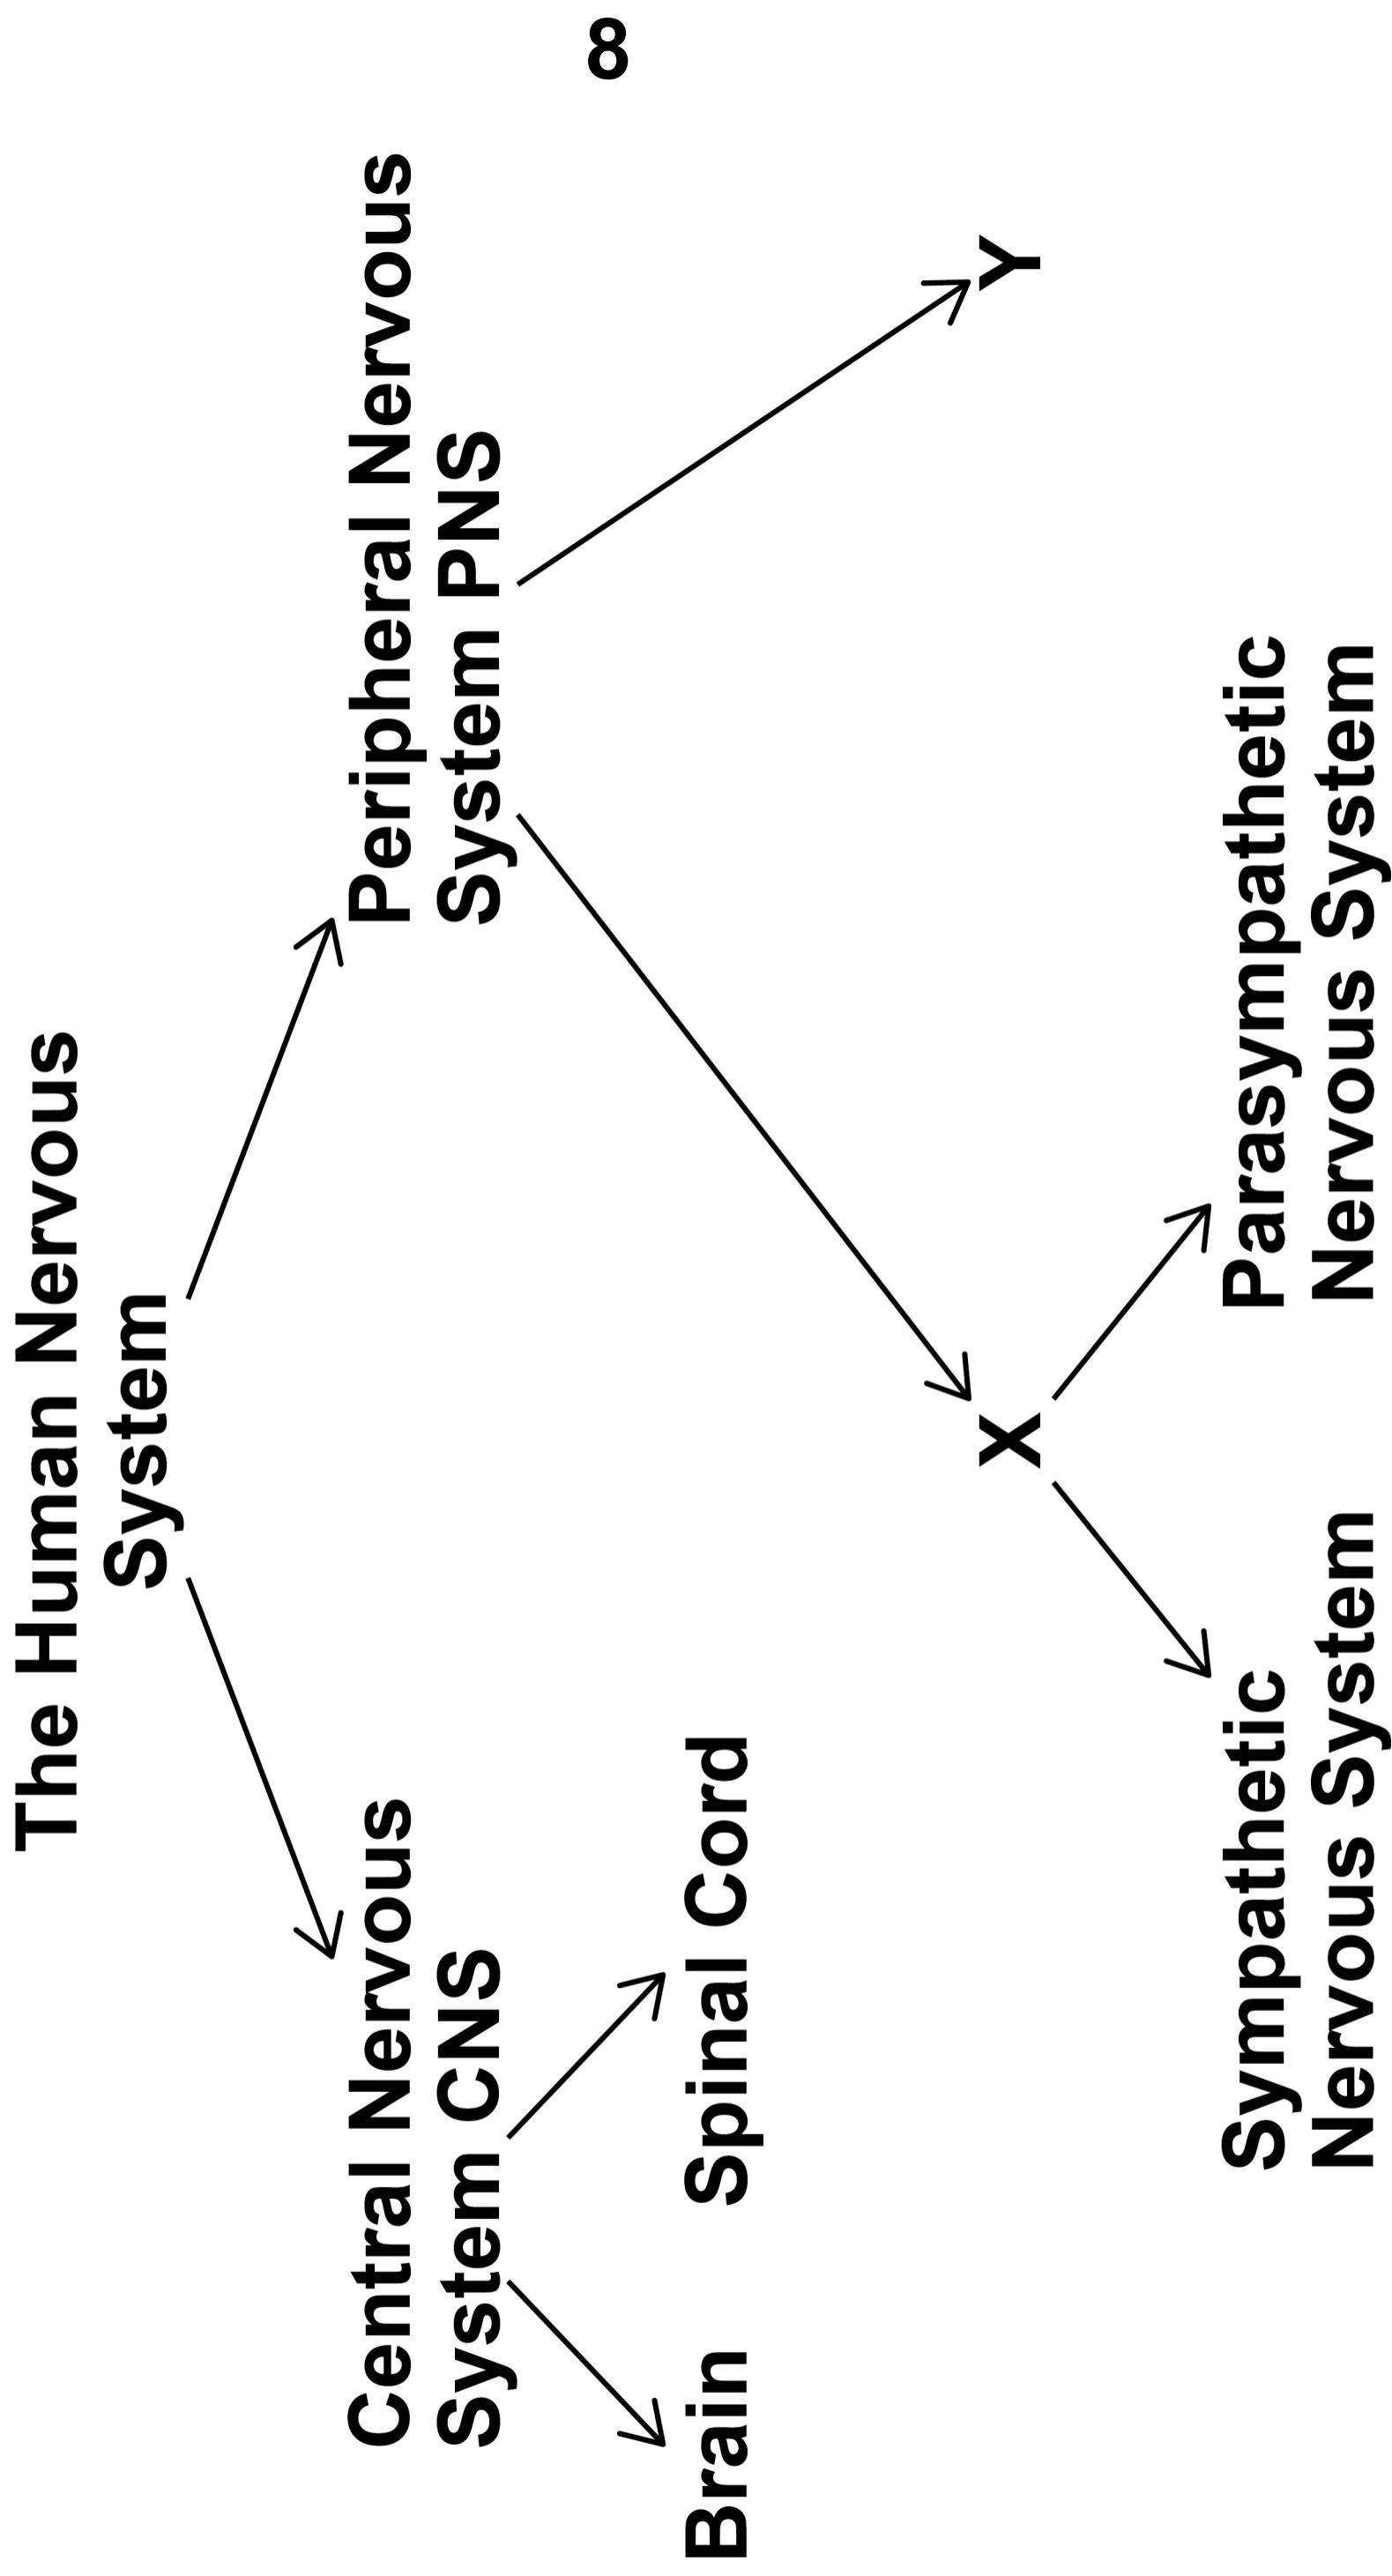 The Human Nervous
System
Central Nervous
System CNS
Peripheral Nervous
System PNS
Brain
Spinal Cord
8
X
Y
Sympathetic
Nervous System
Parasympathetic
Nervous System